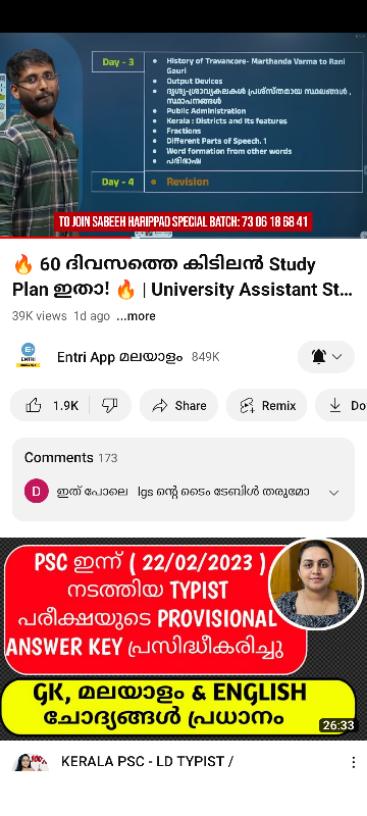 Day - 3
History of Travancore- Marthanda Varma to Rani
Gauri
Output Devices
ദൃശ്യ-ശ്രാവ്യകലകൾ പ്രശസ്തമായ സ്ഥലങ്ങൾ ,
സ്ഥാപനങ്ങൾ
Public Administration
Kerala : Districts and Its features
Fractions
Different Parts of Speech. 1
Word formation from other words
പരിഭാഷ
Day - 4
Revision
TO JOIN SABEEH HARIPPAD SPECIAL BATCH: 73 06 18 68 41
🔥 60 ദിവസത്തെ കിടിലൻ Study
Plan ഇതാ! 🔥 | University Assistant St...
39K views 1d ago ...more
ENTRI
Entri App മലയാളം 849K
1.9K Share Remix Do
Comments 173
D ഇത് പോലെ lgs ന്റെ ടൈം ടേബിൾ തരുമോ
PSC ഇന്ന് ( 22/02/2023 )
നടത്തിയ TYPIST
പരീക്ഷയുടെ PROVISIONAL
ANSWER KEY പ്രസിദ്ധീകരിച്ചു
GK, മലയാളം & ENGLISH
ചോദ്യങ്ങൾ പ്രധാനം
26:33
KERALA PSC - LD TYPIST /